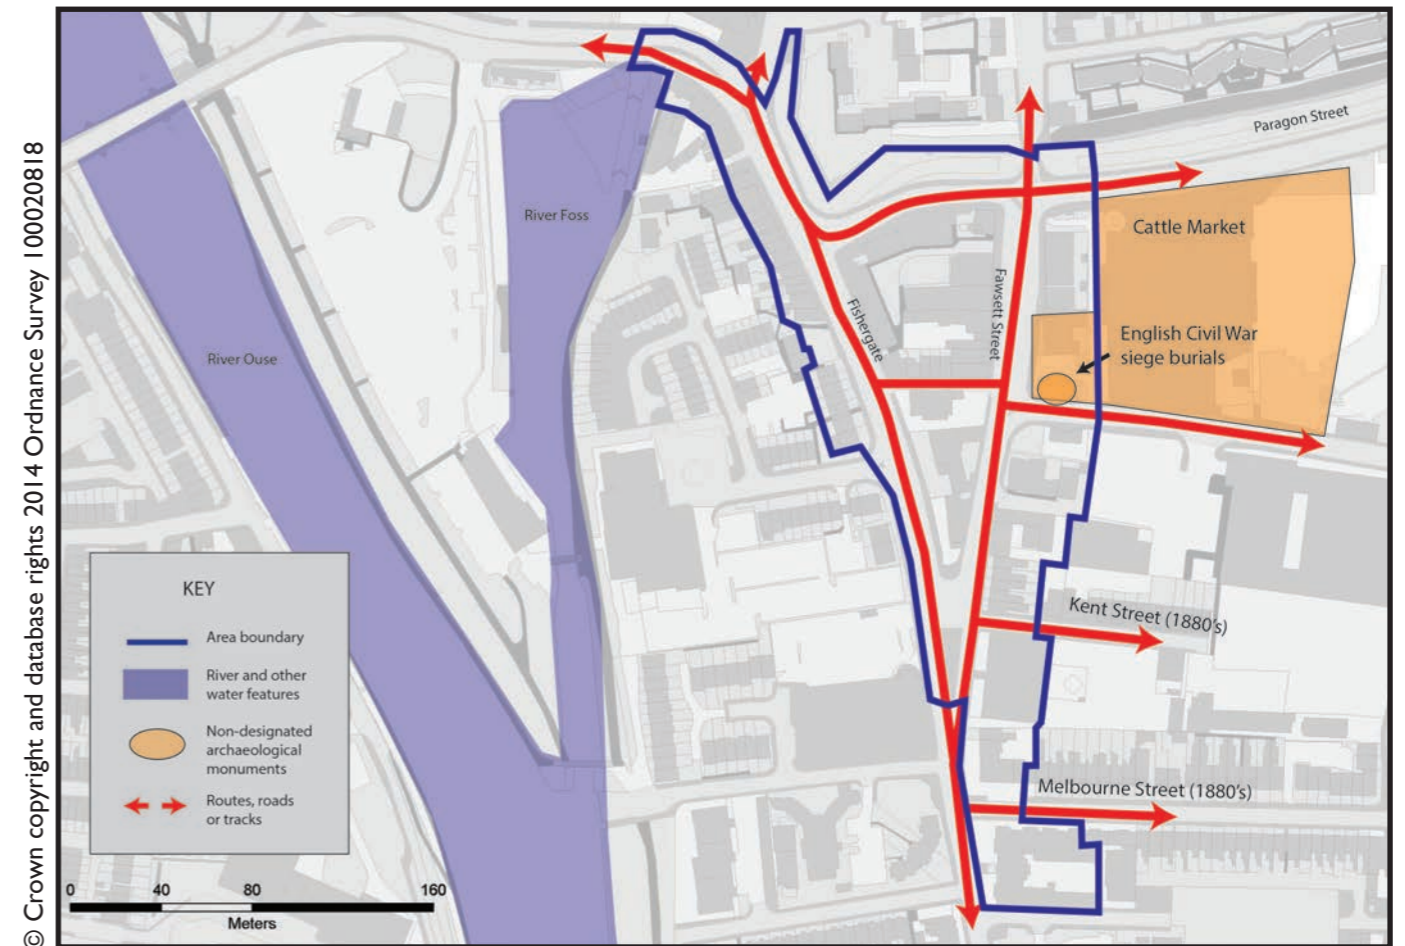 © Crown copyright and database rights 2014 Ordnance Survey 100020818
Paragon Street
River Foss
Cattle Market
Fawsett Street
Fishergate
English Civil War
siege burials
River Ouse
KEY
Area boundary
River and other
water features
Non-designated
archaeological
monuments
Routes, roads
or tracks
Kent Street (1880's)
Melbourne Street (1880's)
0 40 80 160
Meters